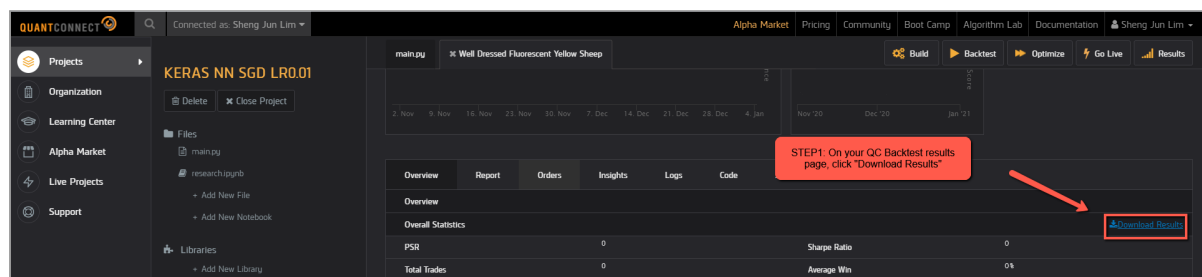 QUANTCONNECT
Connected as: Sheng Jun Lim
Alpha Market Pricing Community Boot Camp Algorithm Lab Documentation Sheng Jun Lim
Projects
Organization
Learning Center
Alpha Market
Live Projects
Support
KERAS NN SGD LR0.01
Delete Close Project
Files
main.py
research.ipynb
+ Add New File
+ Add New Notebook
Libraries
+ Add New Library
main.py Well Dressed Fluorescent Yellow Sheep
Build Backtest Optimize Go Live Results
Score
2. Nov 9. Nov 16. Nov 23. Nov 30. Nov 7. Dec 14. Dec 21. Dec 28. Dec 4. Jan
Nov '20 Dec '20 Jan '21
STEP1: On your QC Backtest results
page, click "Download Results"
Overview Report Orders Insights Logs Code
Overview
Overall Statistics Download Results
PSR 0 Sharpe Ratio 0
Total Trades 0 Average Win 0%